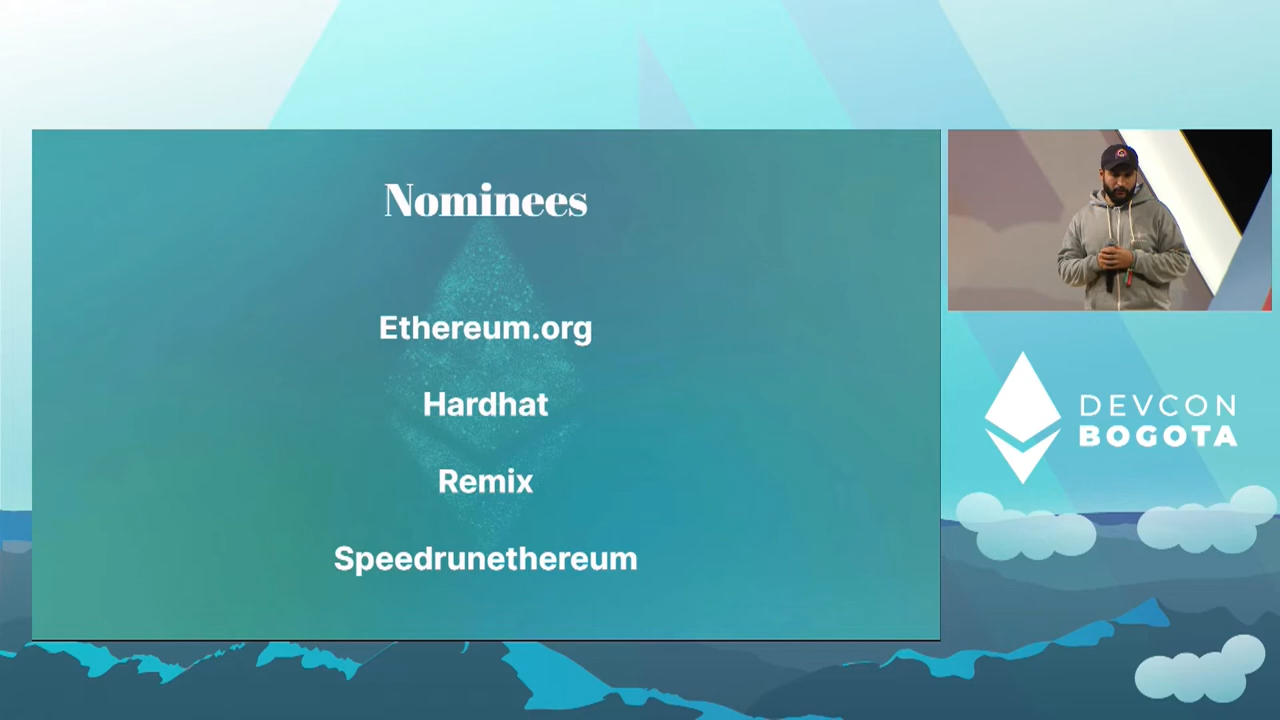 Nominees
Ethereum.org
Hardhat
Remix
Speedrunethereum
DEVCON
BOGOTA